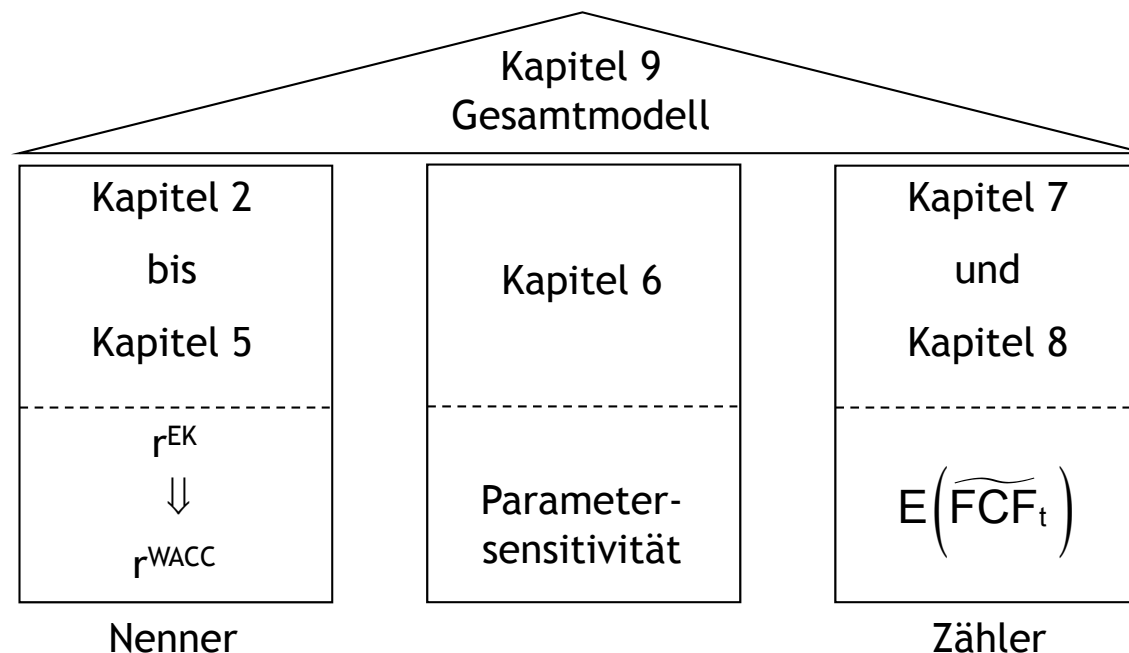 Kapitel 9
Gesamtmodell
Kapitel 2
bis
Kapitel 5
r^EK
⇓
r^WACC
Nenner
Kapitel 6
Parameter-
sensitivität
Kapitel 7
und
Kapitel 8
E(\widetilde{FCF}_t)
Zähler